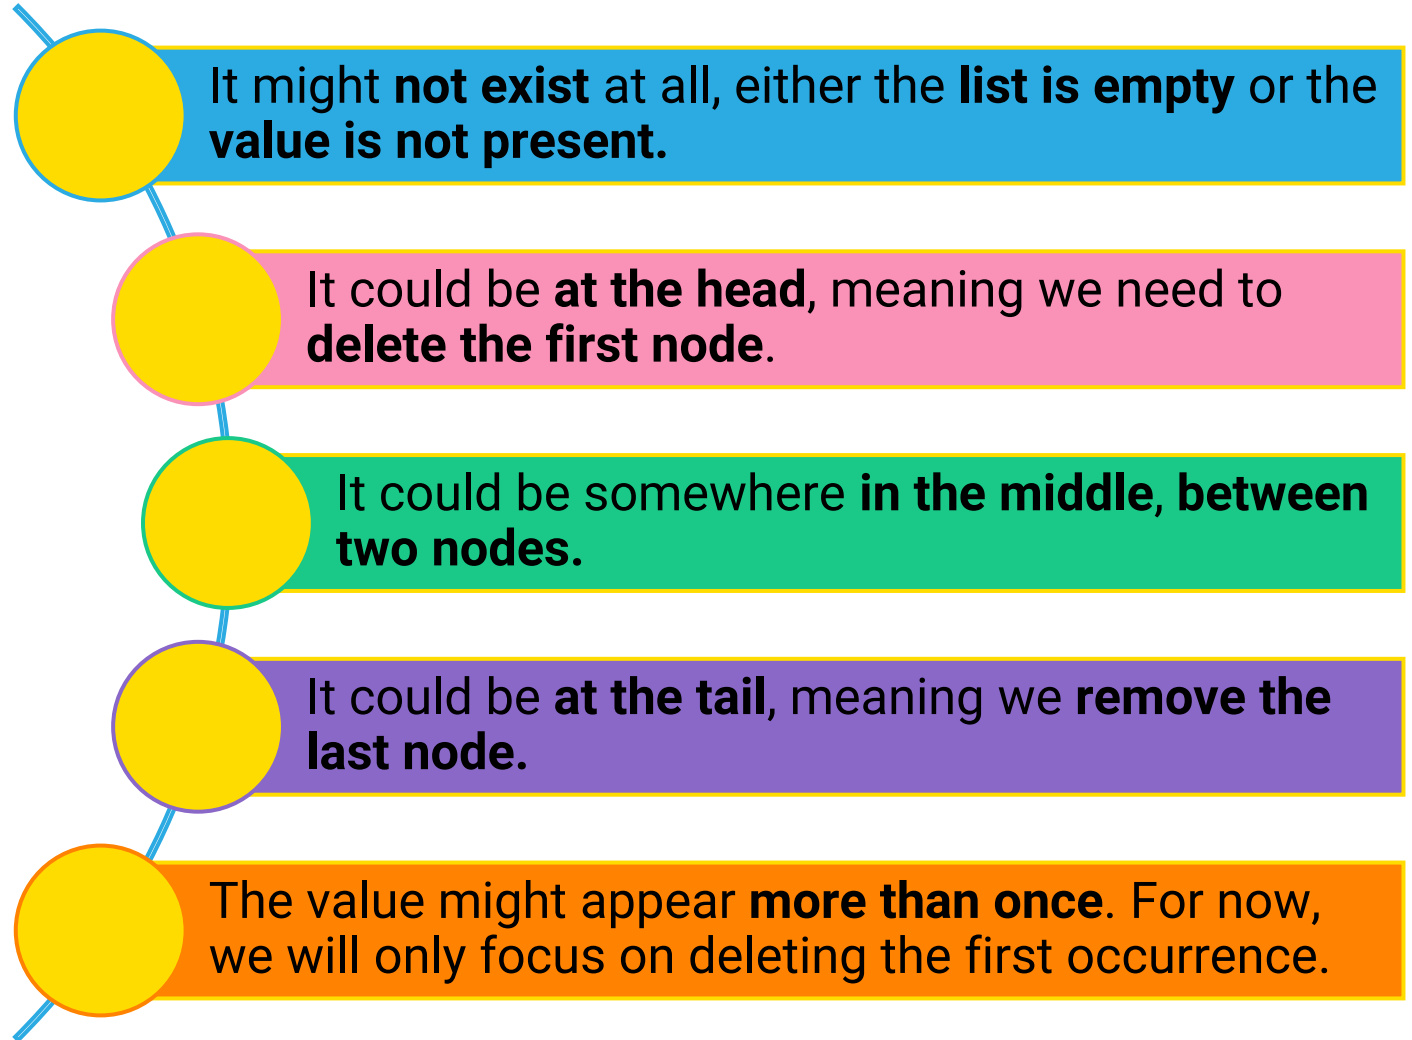 It might not exist at all, either the list is empty or the
value is not present.
It could be at the head, meaning we need to
delete the first node.
It could be somewhere in the middle, between
two nodes.
It could be at the tail, meaning we remove the
last node.
The value might appear more than once. For now,
we will only focus on deleting the first occurrence.